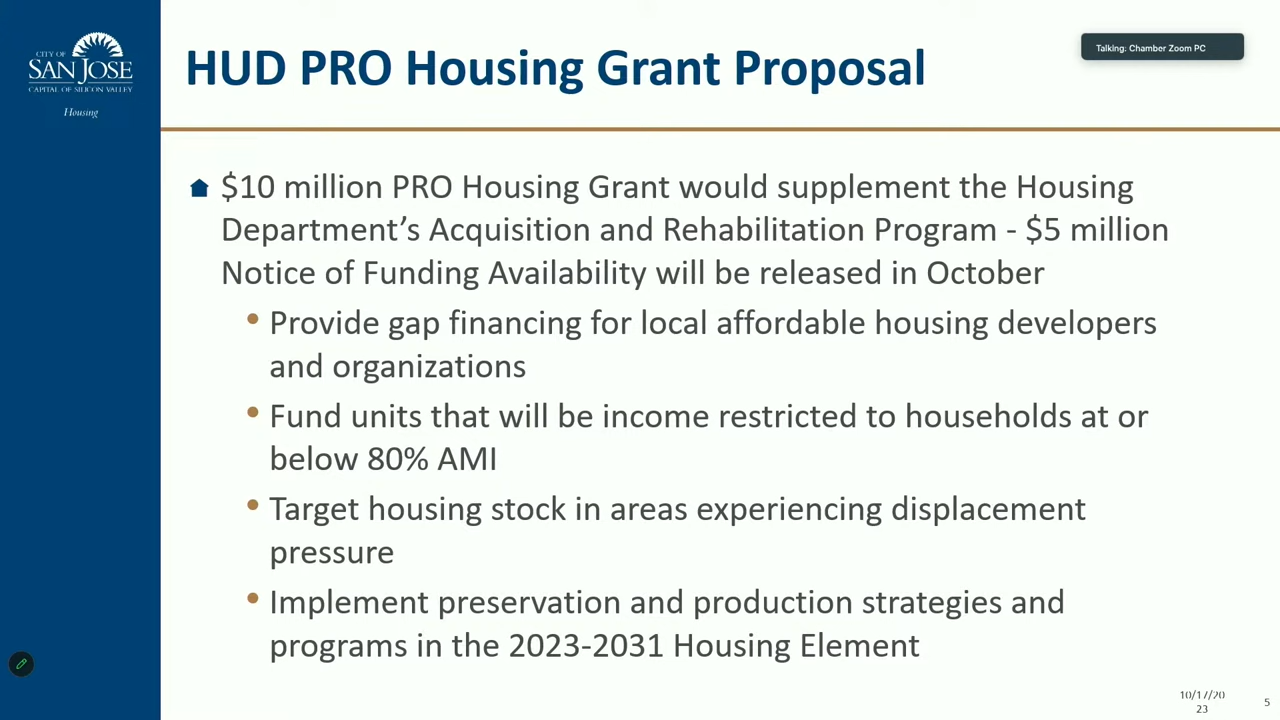 CITY OF
SAN JOSE
CAPITAL OF SILICON VALLEY
Housing
HUD PRO Housing Grant Proposal
Talking: Chamber Zoom PC
$10 million PRO Housing Grant would supplement the Housing
Department’s Acquisition and Rehabilitation Program - $5 million
Notice of Funding Availability will be released in October
• Provide gap financing for local affordable housing developers
and organizations
• Fund units that will be income restricted to households at or
below 80% AMI
• Target housing stock in areas experiencing displacement
pressure
• Implement preservation and production strategies and
programs in the 2023-2031 Housing Element
10/17/20
23
5